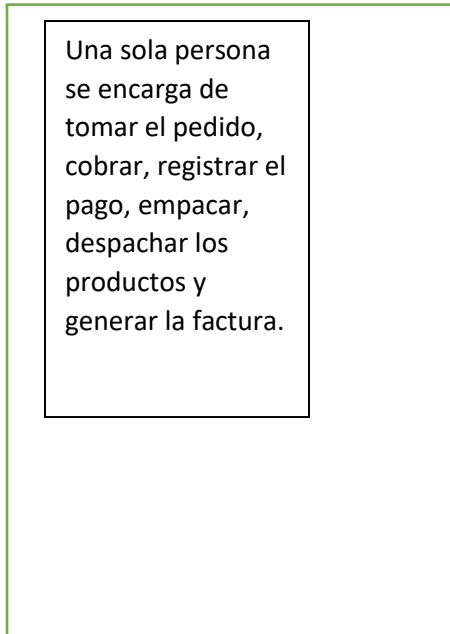 Una sola persona
se encarga de
tomar el pedido,
cobrar, registrar el
pago, empacar,
despachar los
productos y
generar la factura.